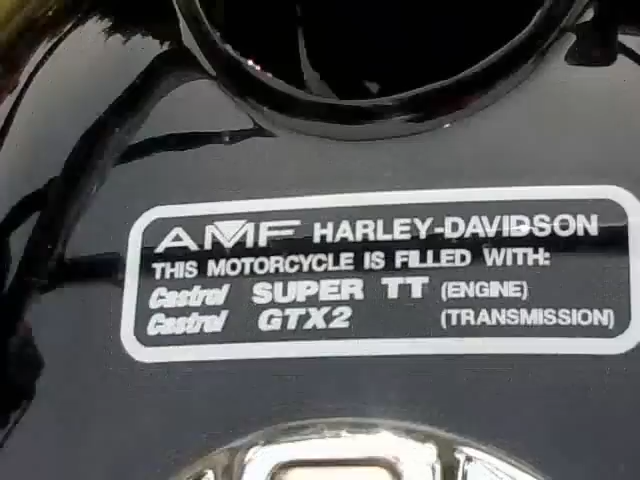 AMF HARLEY-DAVIDSON
THIS MOTORCYCLE IS FILLED WITH:
Castrol SUPER TT (ENGINE)
Castrol GTX2 (TRANSMISSION)